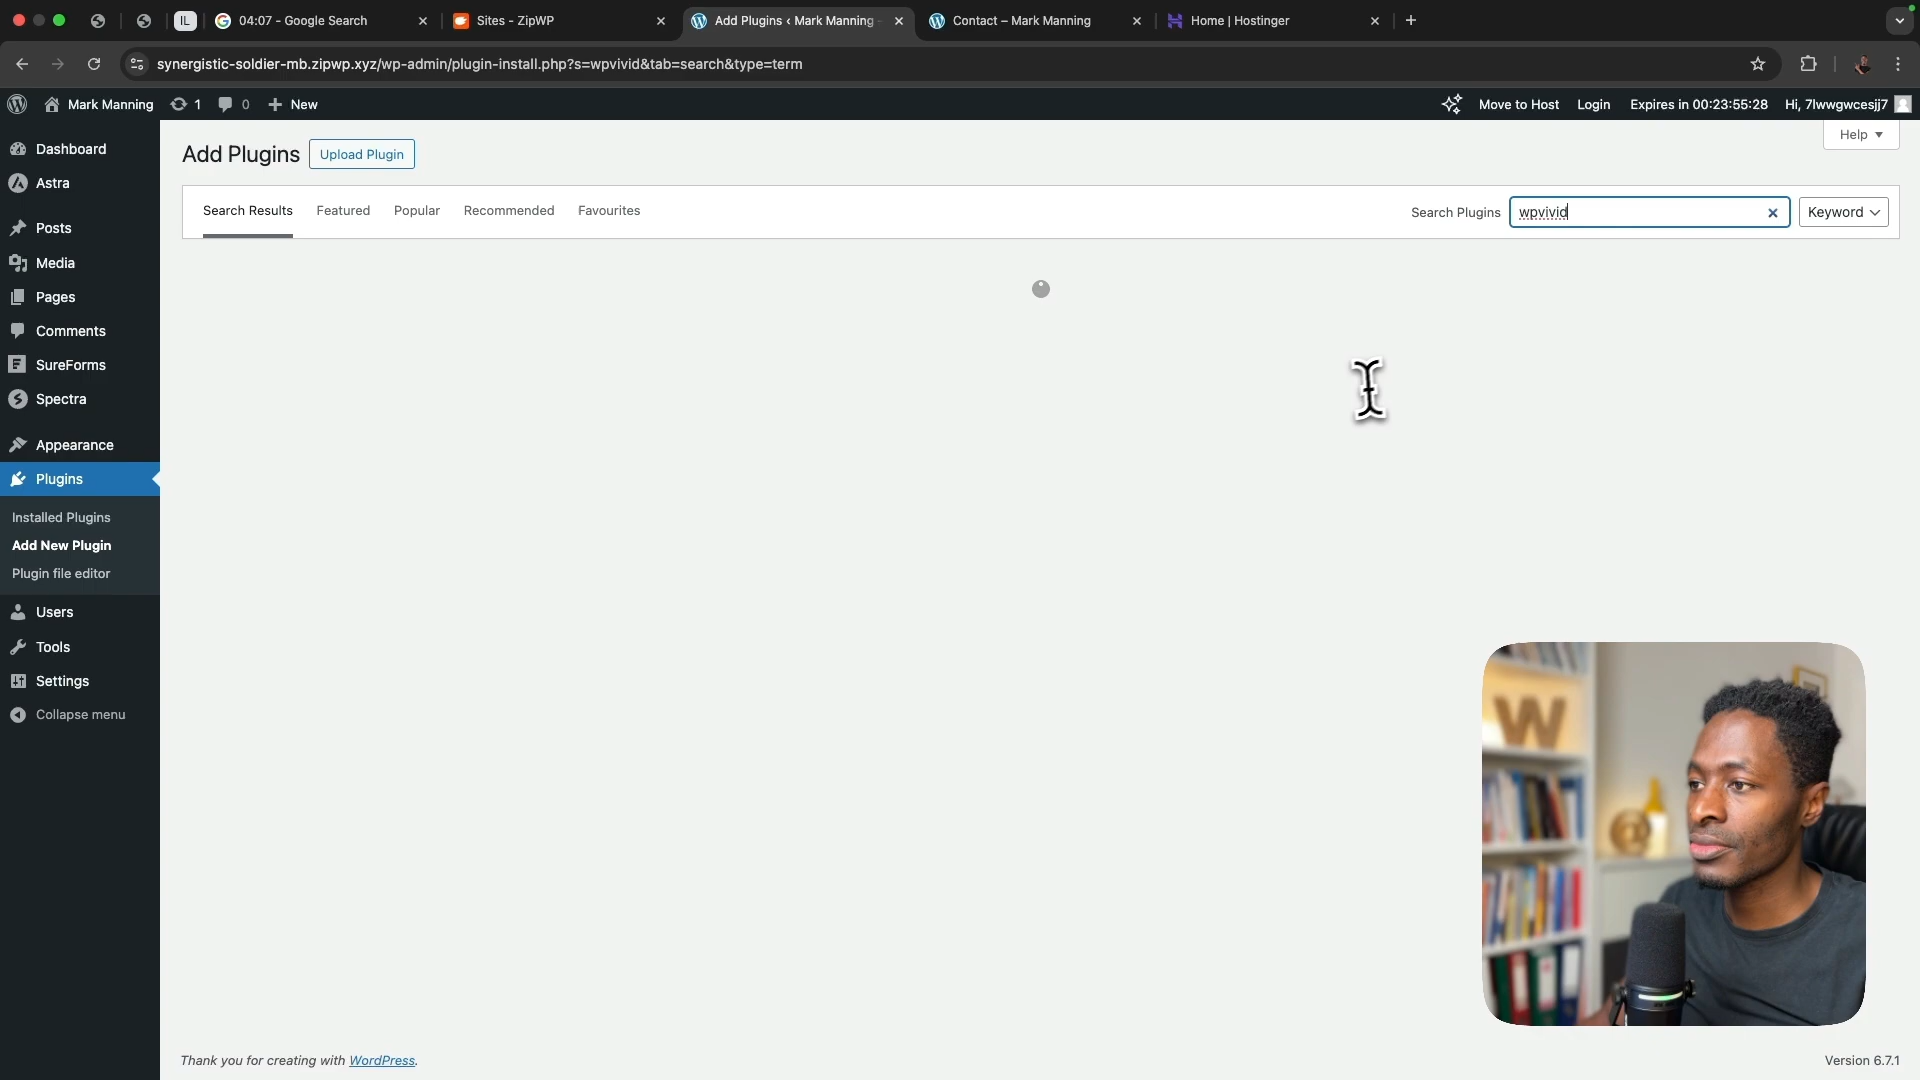 IL
04:07 - Google Search
Sites - ZipWP
Add Plugins ‹ Mark Manning
Contact – Mark Manning
Home | Hostinger
synergistic-soldier-mb.zipwp.xyz/wp-admin/plugin-install.php?s=wpvivid&tab=search&type=term
Mark Manning
1
0
New
Move to Host
Login
Expires in 00:23:55:28
Hi, 7lwwgwcesjj7
Help
Dashboard
Astra
Posts
Media
Pages
Comments
SureForms
Spectra
Appearance
Plugins
Installed Plugins
Add New Plugin
Plugin file editor
Users
Tools
Settings
Collapse menu
Add Plugins
Upload Plugin
Search Results
Featured
Popular
Recommended
Favourites
Search Plugins
wpvivid
Keyword
W
Thank you for creating with WordPress.
Version 6.7.1